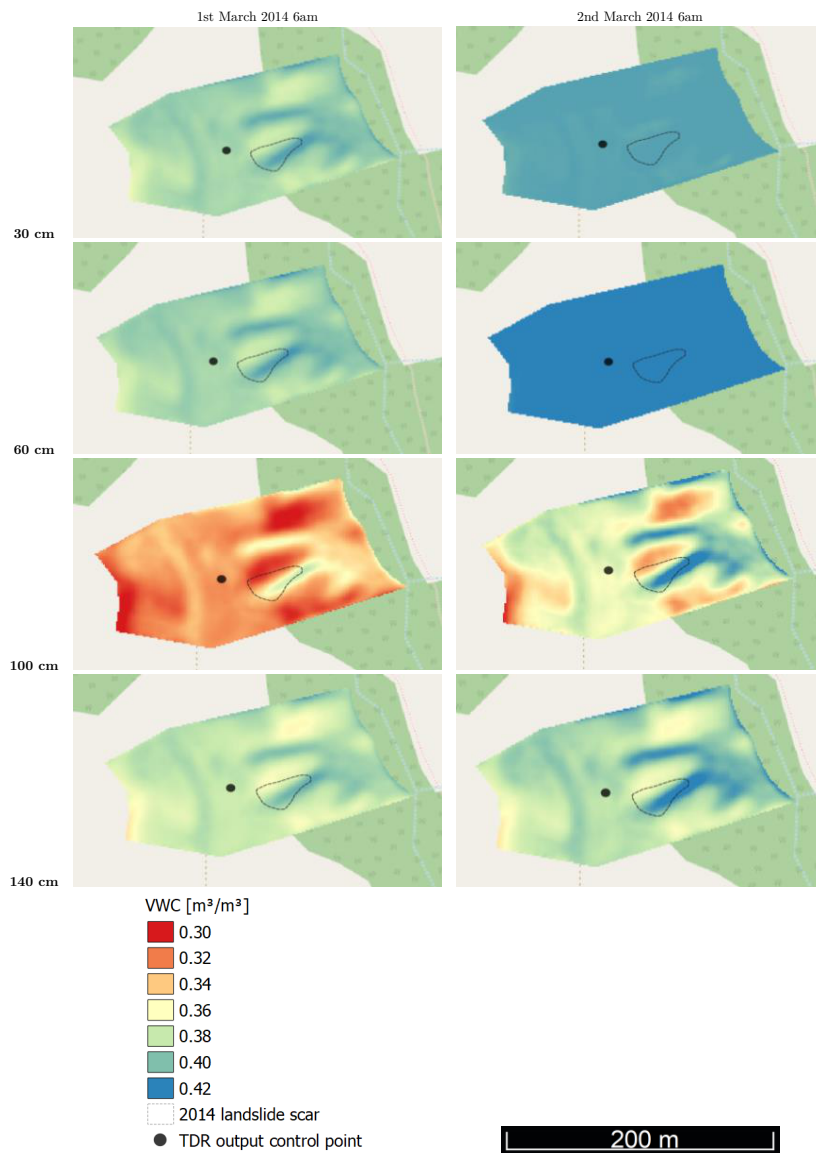 1st March 2014 6am
2nd March 2014 6am
30 cm
60 cm
100 cm
140 cm
VWC [m³/m³]
0.30
0.32
0.34
0.36
0.38
0.40
0.42
2014 landslide scar
TDR output control point
200 m